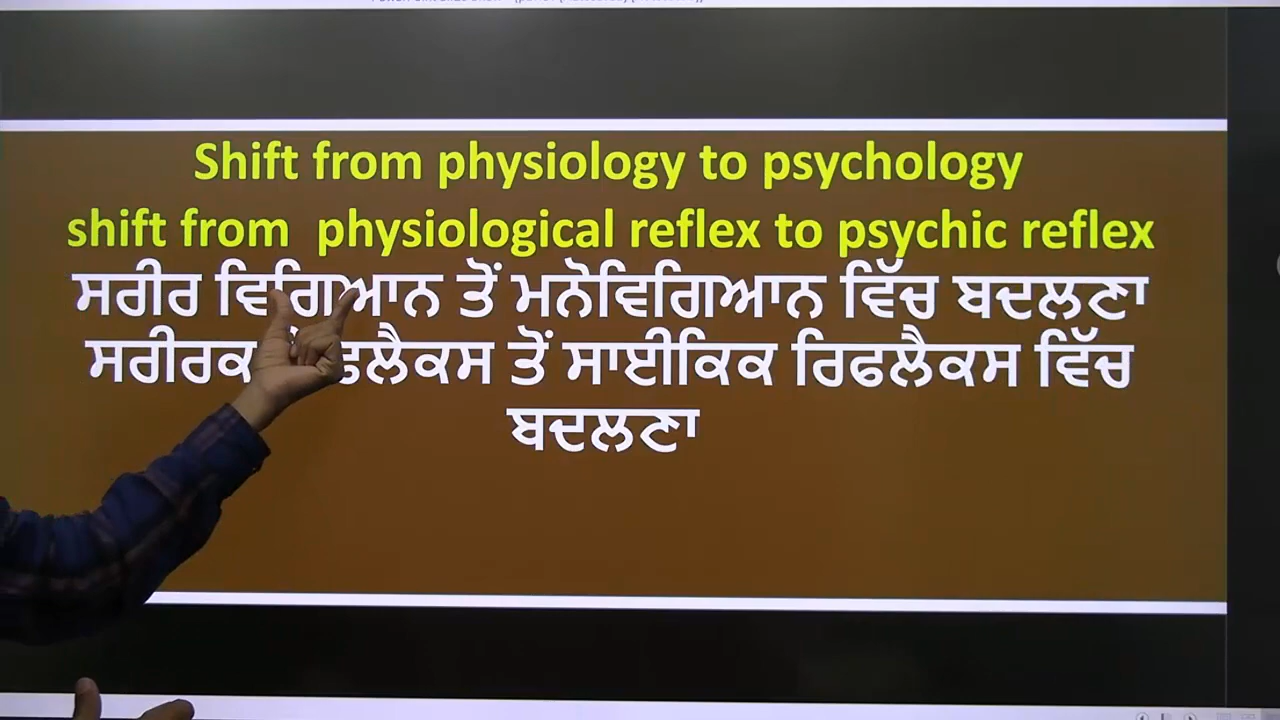 Shift from physiology to psychology
shift from physiological reflex to psychic reflex
ਸਰੀਰ ਵਿਗਿਆਨ ਤੋਂ ਮਨੋਵਿਗਿਆਨ ਵਿੱਚ ਬਦਲਣਾ
ਸਰੀਰਕ ਤੋਂ ਸਾਈਕਿਕ ਰਿਫਲੈਕਸ ਵਿੱਚ
ਬਦਲਣਾ